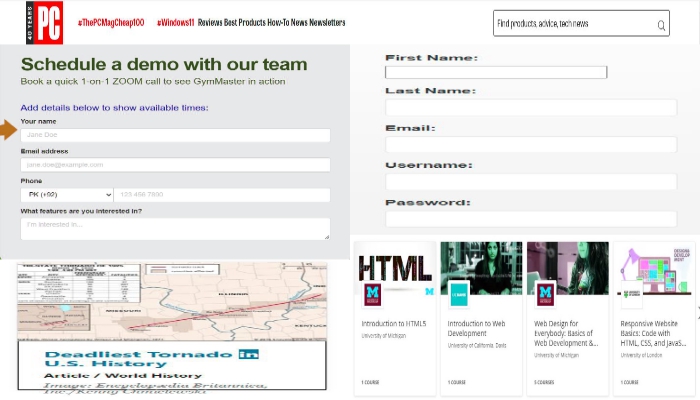 40 YEARS
PC
#ThePCMagCheap100 #Windows11 Reviews Best Products How-To News Newsletters
Find products, advice, tech news
Schedule a demo with our team
Book a quick 1-on-1 ZOOM call to see GymMaster in action
Add details below to show available times:
Your name
Jane Doe
Email address
jane.doe@example.com
Phone
PK (+92) 123 456 7890
What features are you interested in?
I'm interested in...
First Name:
Last Name:
Email:
Username:
Password:
ILLINOIS
MISSOURI
KENTUCKY
Deadliest Tornado in
U.S. History
Article / World History
Image: Encyclopædia Britannica,
Inc./Kenny Chmielewski
HTML
M
Introduction to HTML5
University of Michigan
1 COURSE
Introduction to Web
Development
University of California, Davis
1 COURSE
M
Web Design for
Everybody: Basics of
Web Development &...
University of Michigan
3 COURSES
Responsive Website
Basics: Code with
HTML, CSS, and JavaS...
University of London
1 COURSE